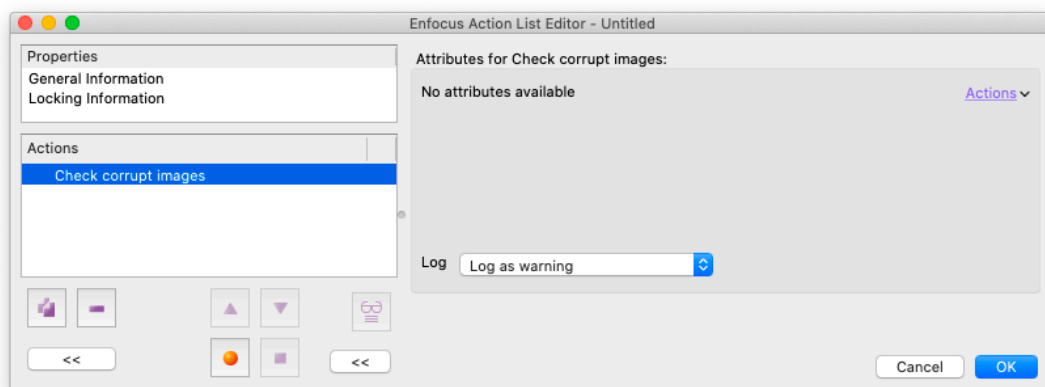 Enfocus Action List Editor - Untitled
Properties
General Information
Locking Information
Actions
Check corrupt images
<<
<<
Attributes for Check corrupt images:
No attributes available
Actions
Log
Log as warning
Cancel
OK